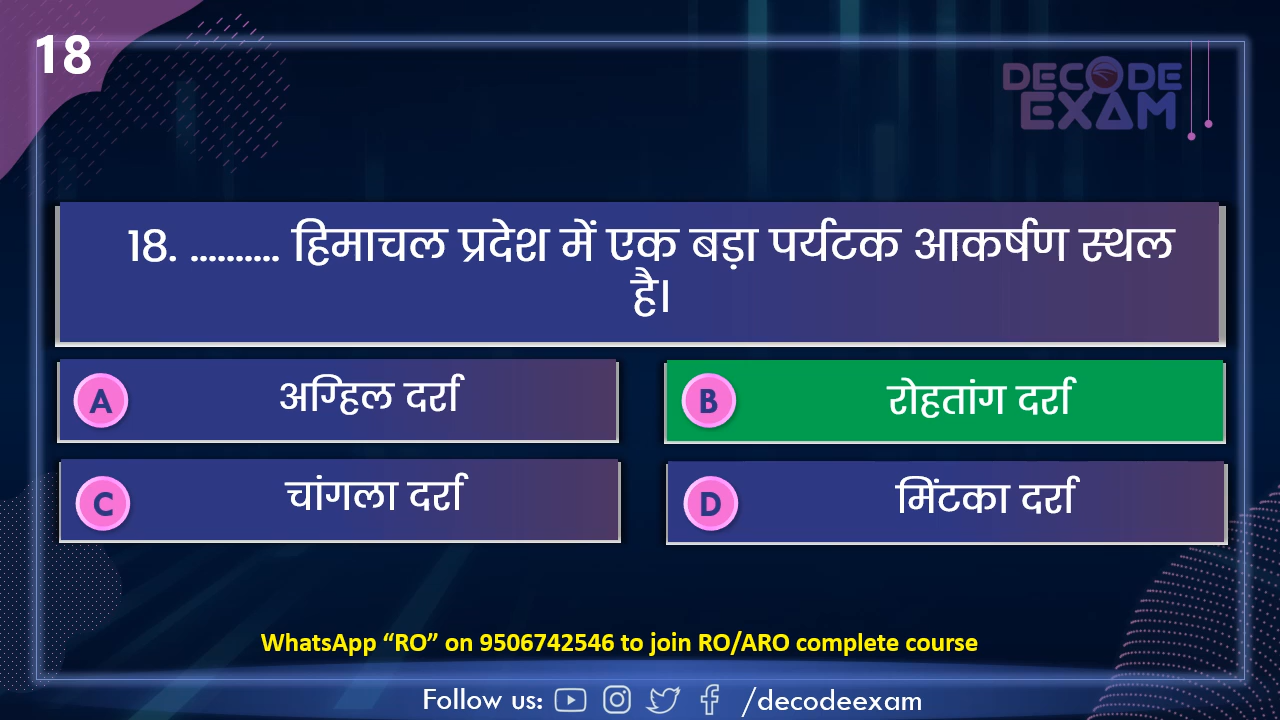 18
DECODE
EXAM
18. .......... हिमाचल प्रदेश में एक बड़ा पर्यटक आकर्षण स्थल
है।
A अग्हिल दर्रा
B रोहतांग दर्रा
C चांगला दर्रा
D मिंटका दर्रा
WhatsApp “RO” on 9506742546 to join RO/ARO complete course
Follow us: /decodeexam